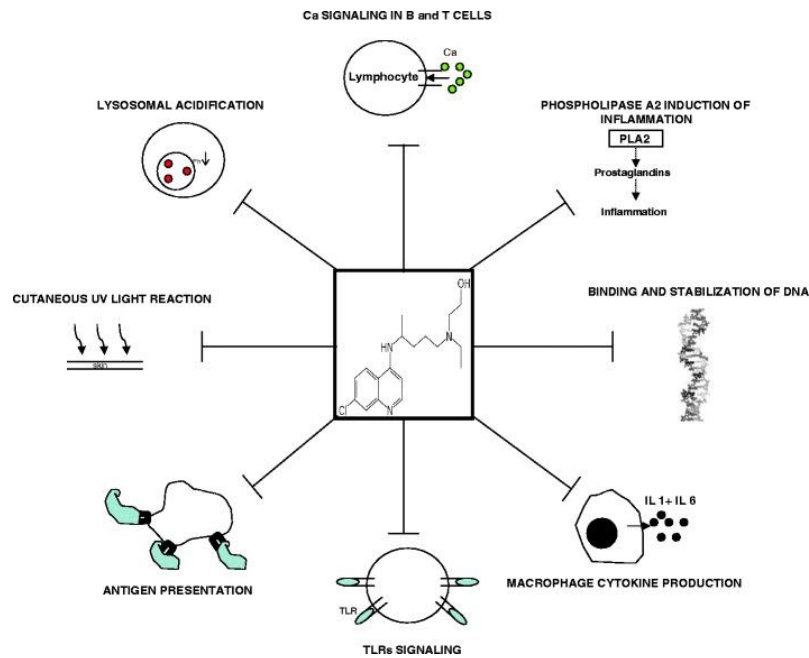 Ca SIGNALING IN B and T CELLS
Ca
Lymphocyte
LYSOSOMAL ACIDIFICATION
PHOSPHOLIPASE A2 INDUCTION OF
INFLAMMATION
PLA2
Prostaglandins
Inflammation
CUTANEOUS UV LIGHT REACTION
skin
BINDING AND STABILIZATION OF DNA
OH
HN
N
Cl
N
ANTIGEN PRESENTATION
TLR
TLRs SIGNALING
IL 1+ IL 6
MACROPHAGE CYTOKINE PRODUCTION